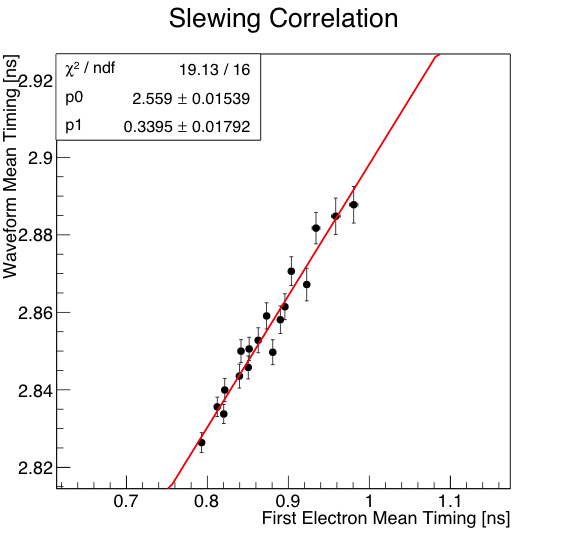 Slewing Correlation
Waveform Mean Timing [ns]
χ² / ndf 19.13 / 16
p0 2.559 ± 0.01539
p1 0.3395 ± 0.01792
2.92
2.9
2.88
2.86
2.84
2.82
0.7 0.8 0.9 1 1.1
First Electron Mean Timing [ns]